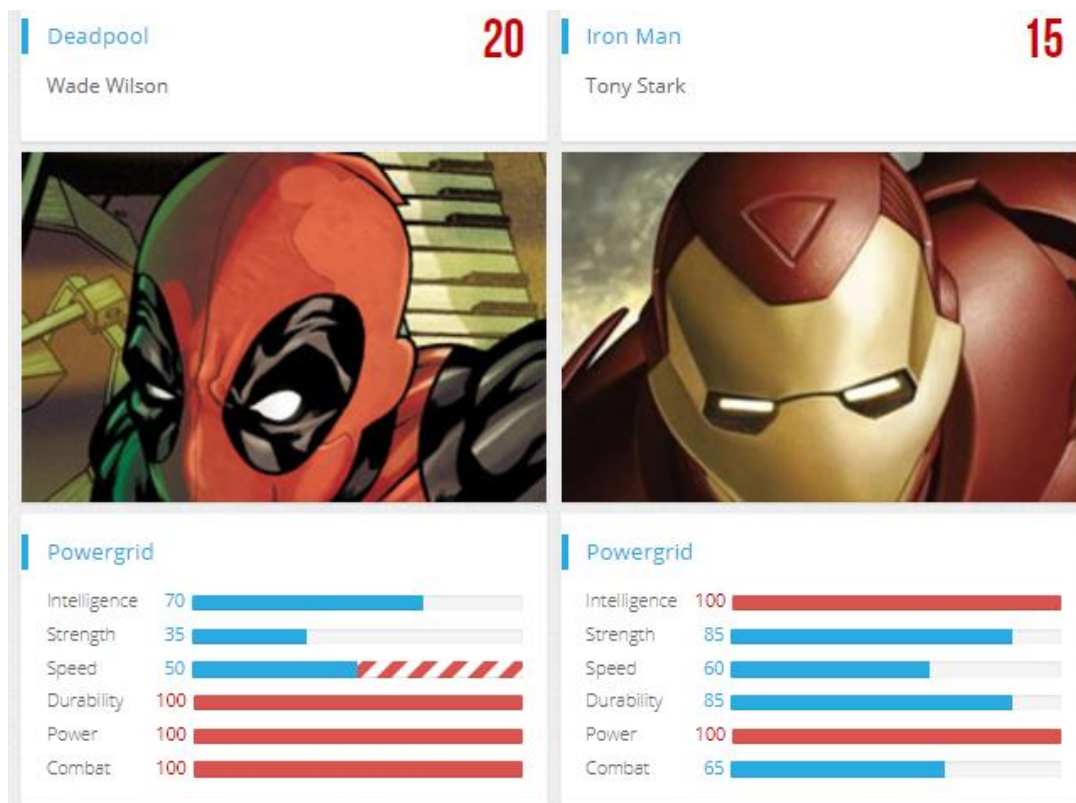 Deadpool
20
Wade Wilson
Iron Man
15
Tony Stark
Powergrid
Intelligence 70
Strength 35
Speed 50
Durability 100
Power 100
Combat 100
Powergrid
Intelligence 100
Strength 85
Speed 60
Durability 85
Power 100
Combat 65